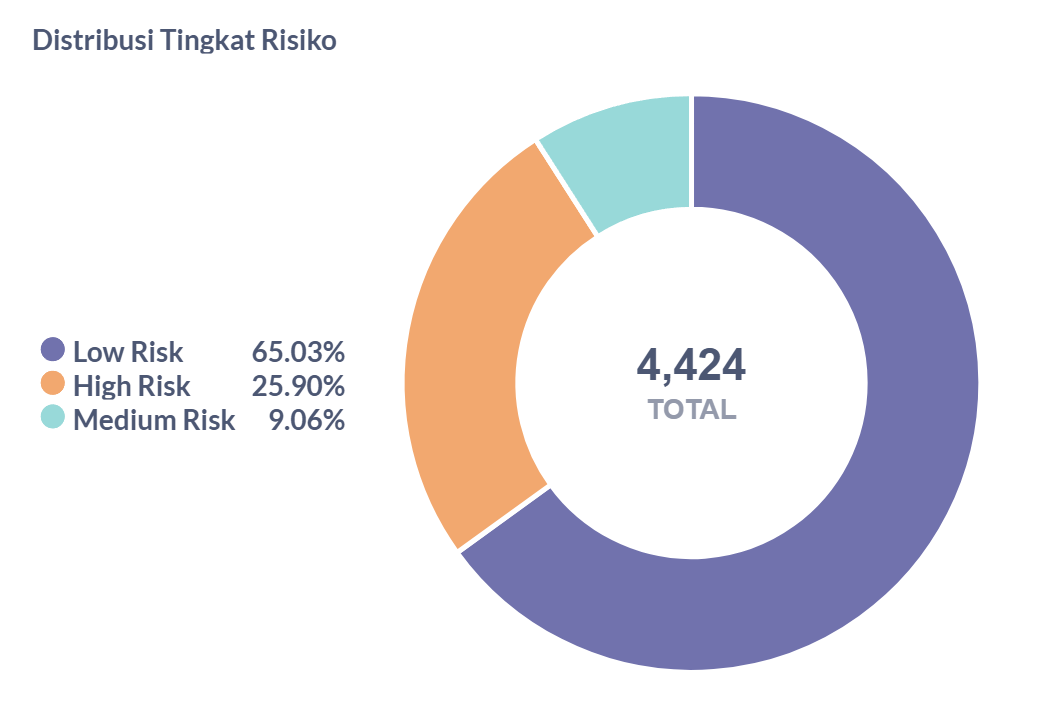 Distribusi Tingkat Risiko
Low Risk 65.03%
High Risk 25.90%
Medium Risk 9.06%
4,424
TOTAL